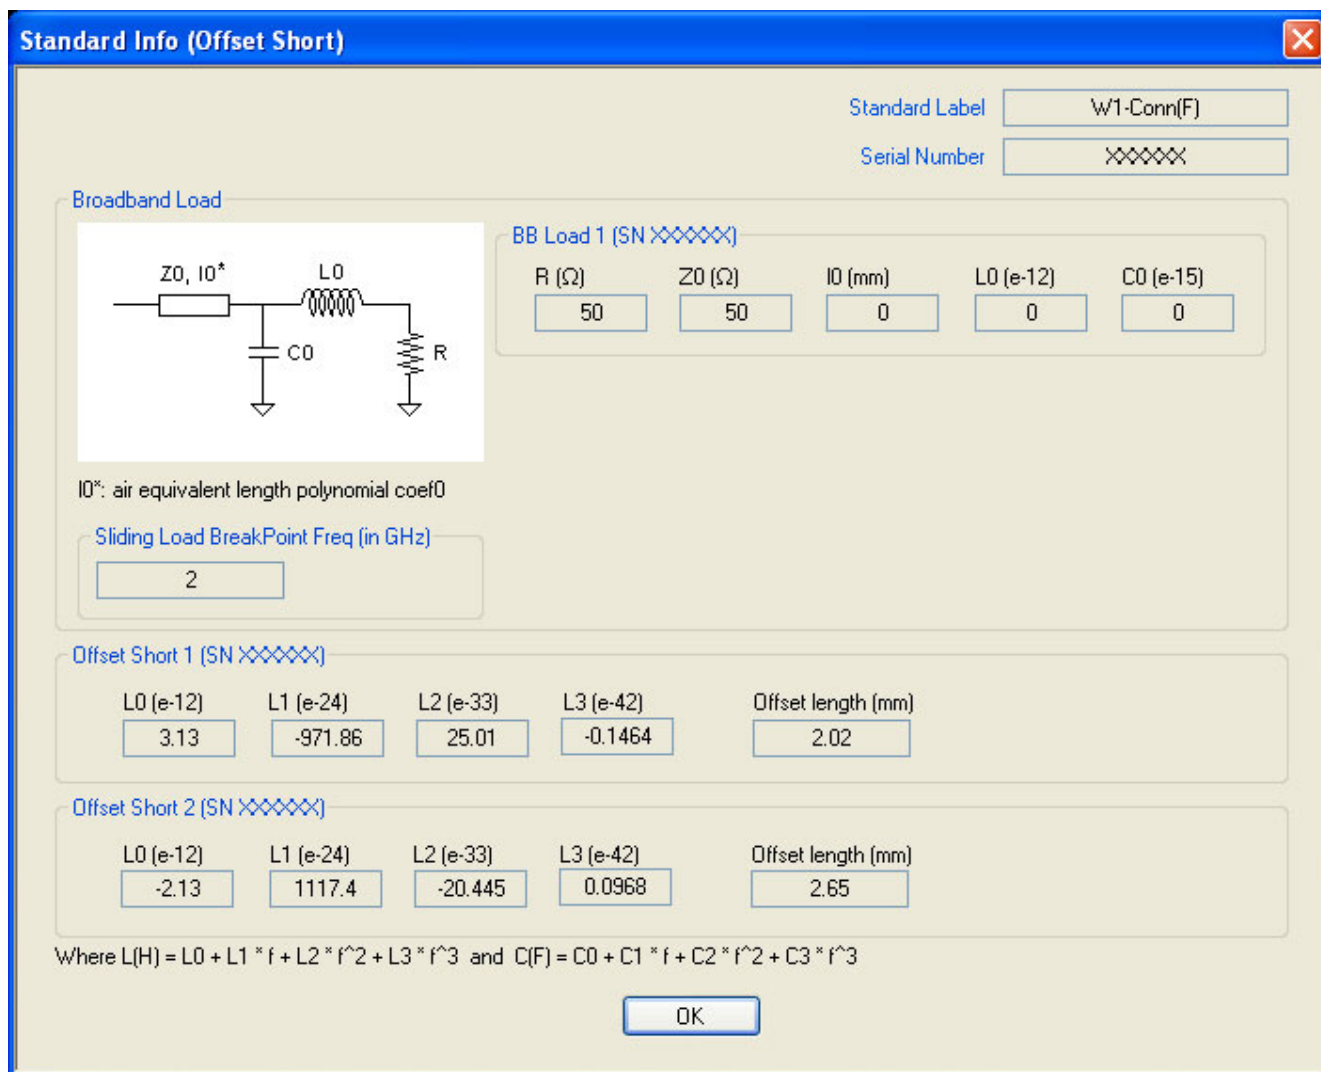 Standard Info (Offset Short)
Standard Label W1-Conn(F)
Serial Number XXXXXX
Broadband Load
Z0, I0* L0
C0 R
I0*: air equivalent length polynomial coef0
BB Load 1 (SN XXXXXX)
R (Ω) Z0 (Ω) I0 (mm) L0 (e-12) C0 (e-15)
50 50 0 0 0
Sliding Load BreakPoint Freq (in GHz)
2
Offset Short 1 (SN XXXXXX)
L0 (e-12) L1 (e-24) L2 (e-33) L3 (e-42) Offset length (mm)
3.13 -971.86 25.01 -0.1464 2.02
Offset Short 2 (SN XXXXXX)
L0 (e-12) L1 (e-24) L2 (e-33) L3 (e-42) Offset length (mm)
-2.13 1117.4 -20.445 0.0968 2.65
Where L(H) = L0 + L1 * f + L2 * f^2 + L3 * f^3 and C(F) = C0 + C1 * f + C2 * f^2 + C3 * f^3
OK